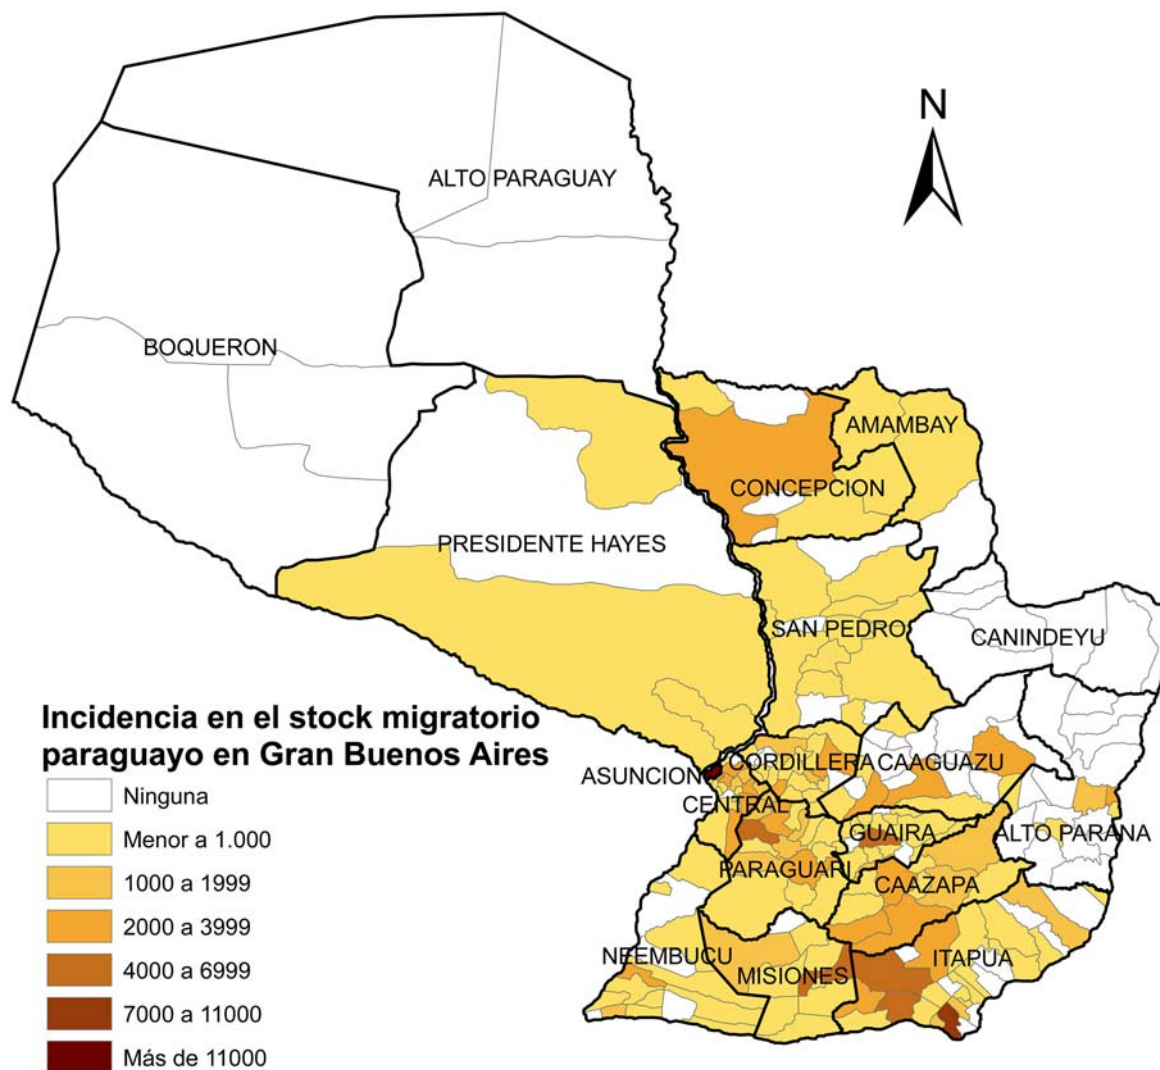 N
ALTO PARAGUAY
BOQUERON
AMAMBAY
CONCEPCION
PRESIDENTE HAYES
SAN PEDRO
CANINDEYU
Incidencia en el stock migratorio
paraguayo en Gran Buenos Aires
Ninguna
Menor a 1.000
1000 a 1999
2000 a 3999
4000 a 6999
7000 a 11000
Más de 11000
ASUNCION
CORDILLERA
CAAGUAZU
CENTRAL
GUAIRA
ALTO PARANA
PARAGUARI
CAAZAPA
NEEMBUCU
MISIONES
ITAPUA